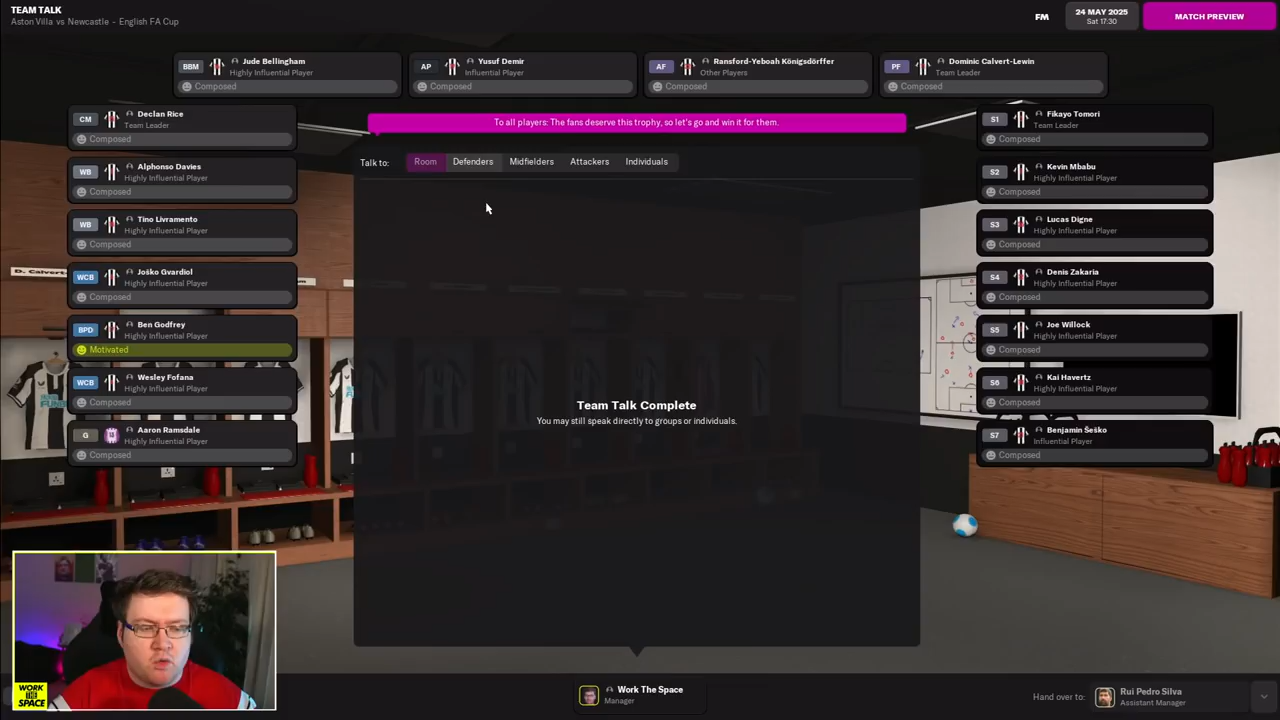 TEAM TALK
Aston Villa vs Newcastle - English FA Cup
FM
24 MAY 2025
Sat 17:30
MATCH PREVIEW
BBM
Jude Bellingham
Highly Influential Player
Composed
AP
Yusuf Demir
Influential Player
Composed
AF
Ransford-Yeboah Königsdörffer
Other Players
Composed
PF
Dominic Calvert-Lewin
Team Leader
Composed
CM
Declan Rice
Team Leader
Composed
WB
Alphonso Davies
Highly Influential Player
Composed
WB
Tino Livramento
Highly Influential Player
Composed
WCB
Joško Gvardiol
Highly Influential Player
Composed
BPD
Ben Godfrey
Highly Influential Player
Motivated
WCB
Wesley Fofana
Highly Influential Player
Composed
G
Aaron Ramsdale
Highly Influential Player
Composed
D. Calvert
To all players: The fans deserve this trophy, so let's go and win it for them.
Talk to:
Room
Defenders
Midfielders
Attackers
Individuals
Team Talk Complete
You may still speak directly to groups or individuals.
S1
Fikayo Tomori
Team Leader
Composed
S2
Kevin Mbabu
Highly Influential Player
Composed
S3
Lucas Digne
Highly Influential Player
Composed
S4
Denis Zakaria
Highly Influential Player
Composed
S5
Joe Willock
Highly Influential Player
Composed
S6
Kai Havertz
Highly Influential Player
Composed
S7
Benjamin Šeško
Influential Player
Composed
WORK
THE
SPACE
Work The Space
Manager
Hand over to:
Rui Pedro Silva
Assistant Manager